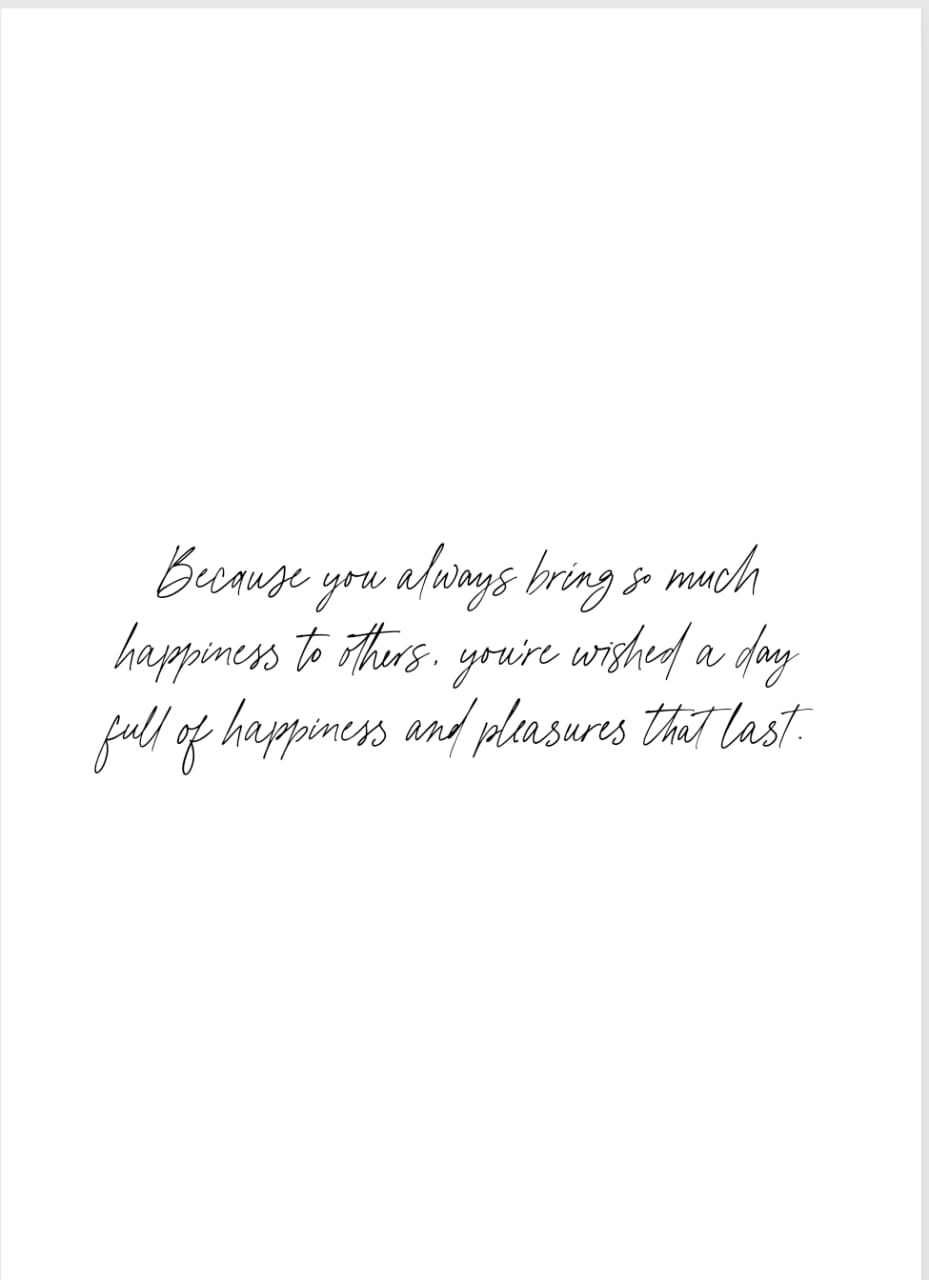 Because you always bring so much
happiness to others. you're wished a day
full of happiness and pleasures that last.